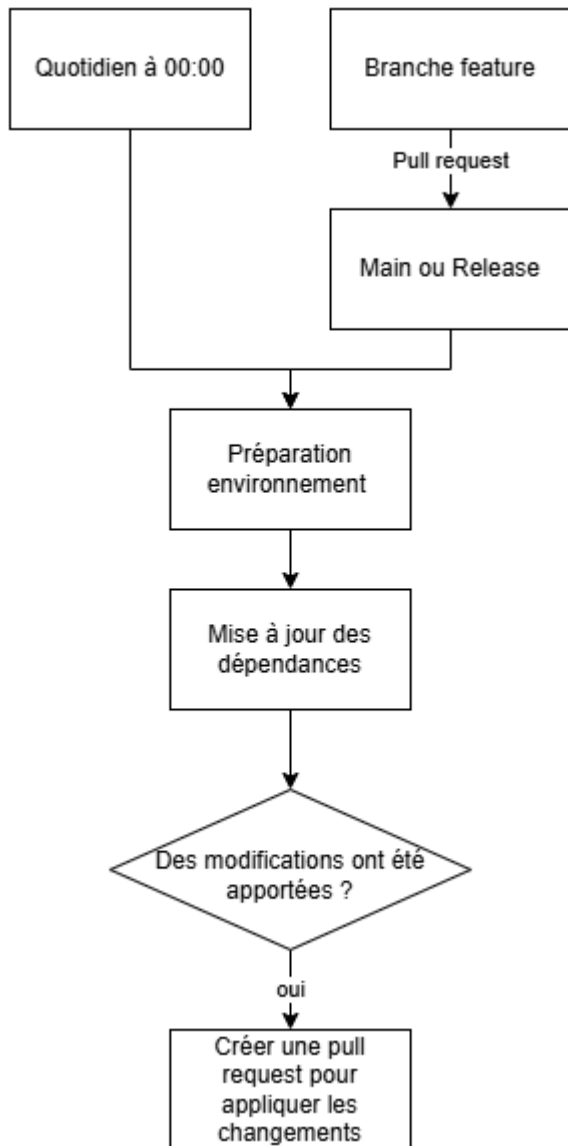 Quotidien à 00:00
Branche feature
Pull request
Main ou Release
Préparation
environnement
Mise à jour des
dépendances
Des modifications ont été
apportées ?
oui
Créer une pull
request pour
appliquer les
changements